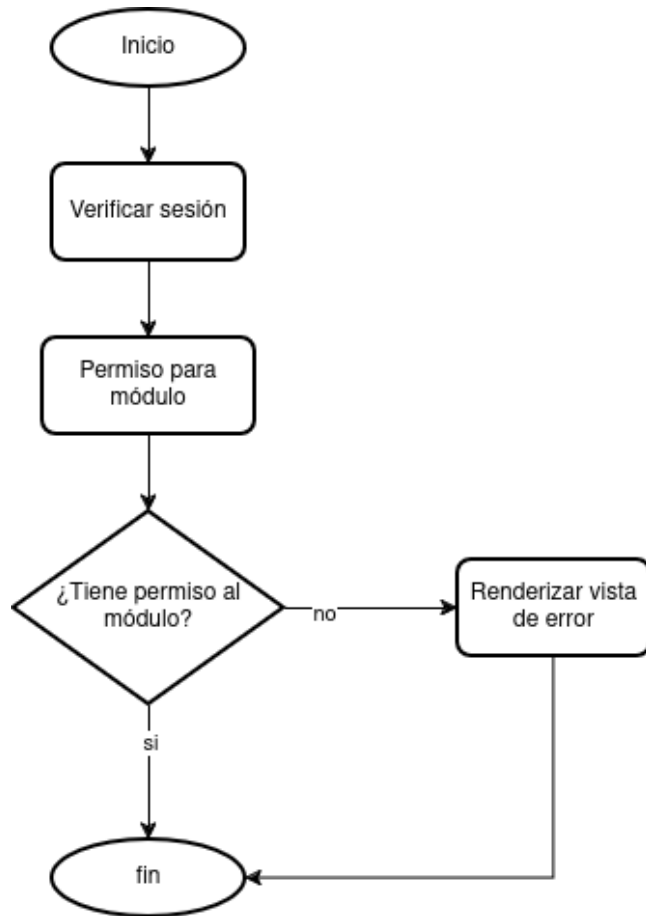 Inicio
Verificar sesión
Permiso para
módulo
¿Tiene permiso al
módulo?
no
Renderizar vista
de error
si
fin